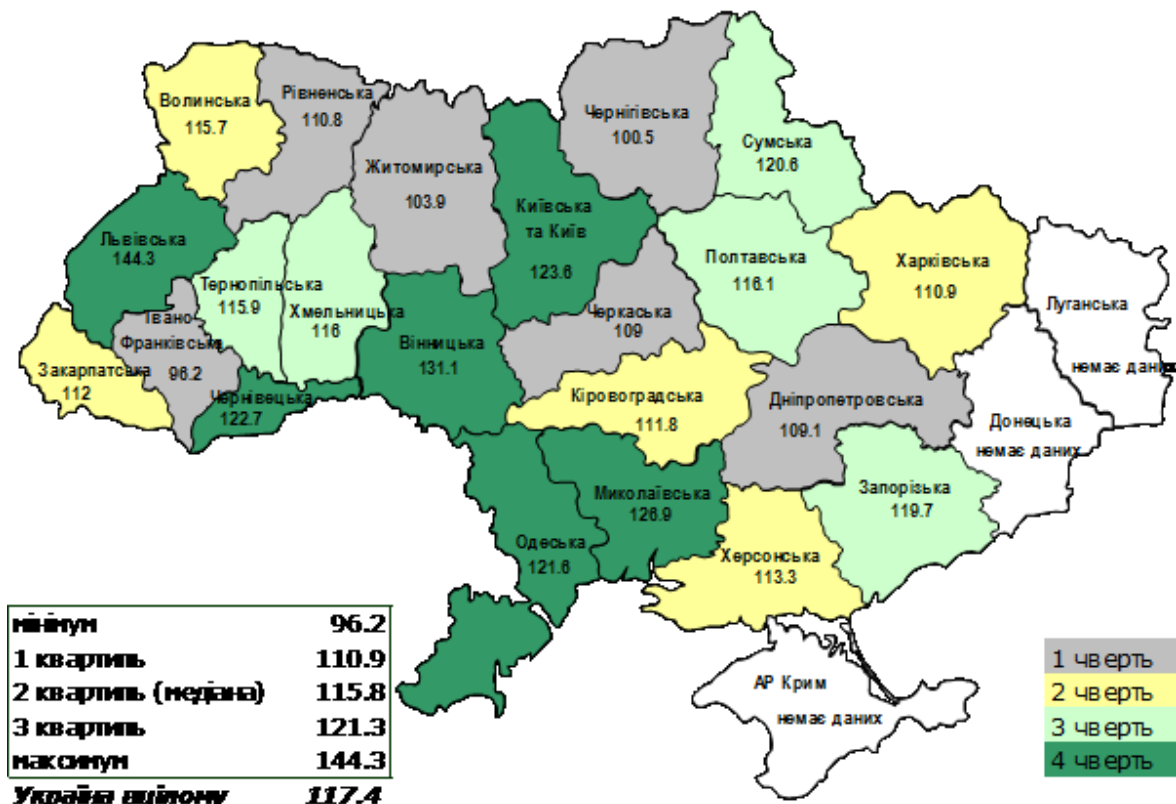 Волинська
115.7
Рівненська
110.8
Житомирська
103.9
Чернігівська
100.5
Сумська
120.6
Київська
та Київ
123.6
Львівська
144.3
Тернопільська
115.9
Хмельницька
116
Івано
Франківська
96.2
Закарпатська
112
Чернівецька
122.7
Вінницька
131.1
Черкаська
109
Полтавська
116.1
Харківська
110.9
Луганська
немає даних
Донецька
немає даних
Кіровоградська
111.8
Дніпропетровська
109.1
Запорізька
119.7
Миколаївська
126.9
Одеська
121.6
Херсонська
113.3
АР Крим
немає даних
мінімум 96.2
1 квартиль 110.9
2 квартиль (медіана) 115.8
3 квартиль 121.3
максимум 144.3
Україна вцілому 117.4
1 чверть
2 чверть
3 чверть
4 чверть